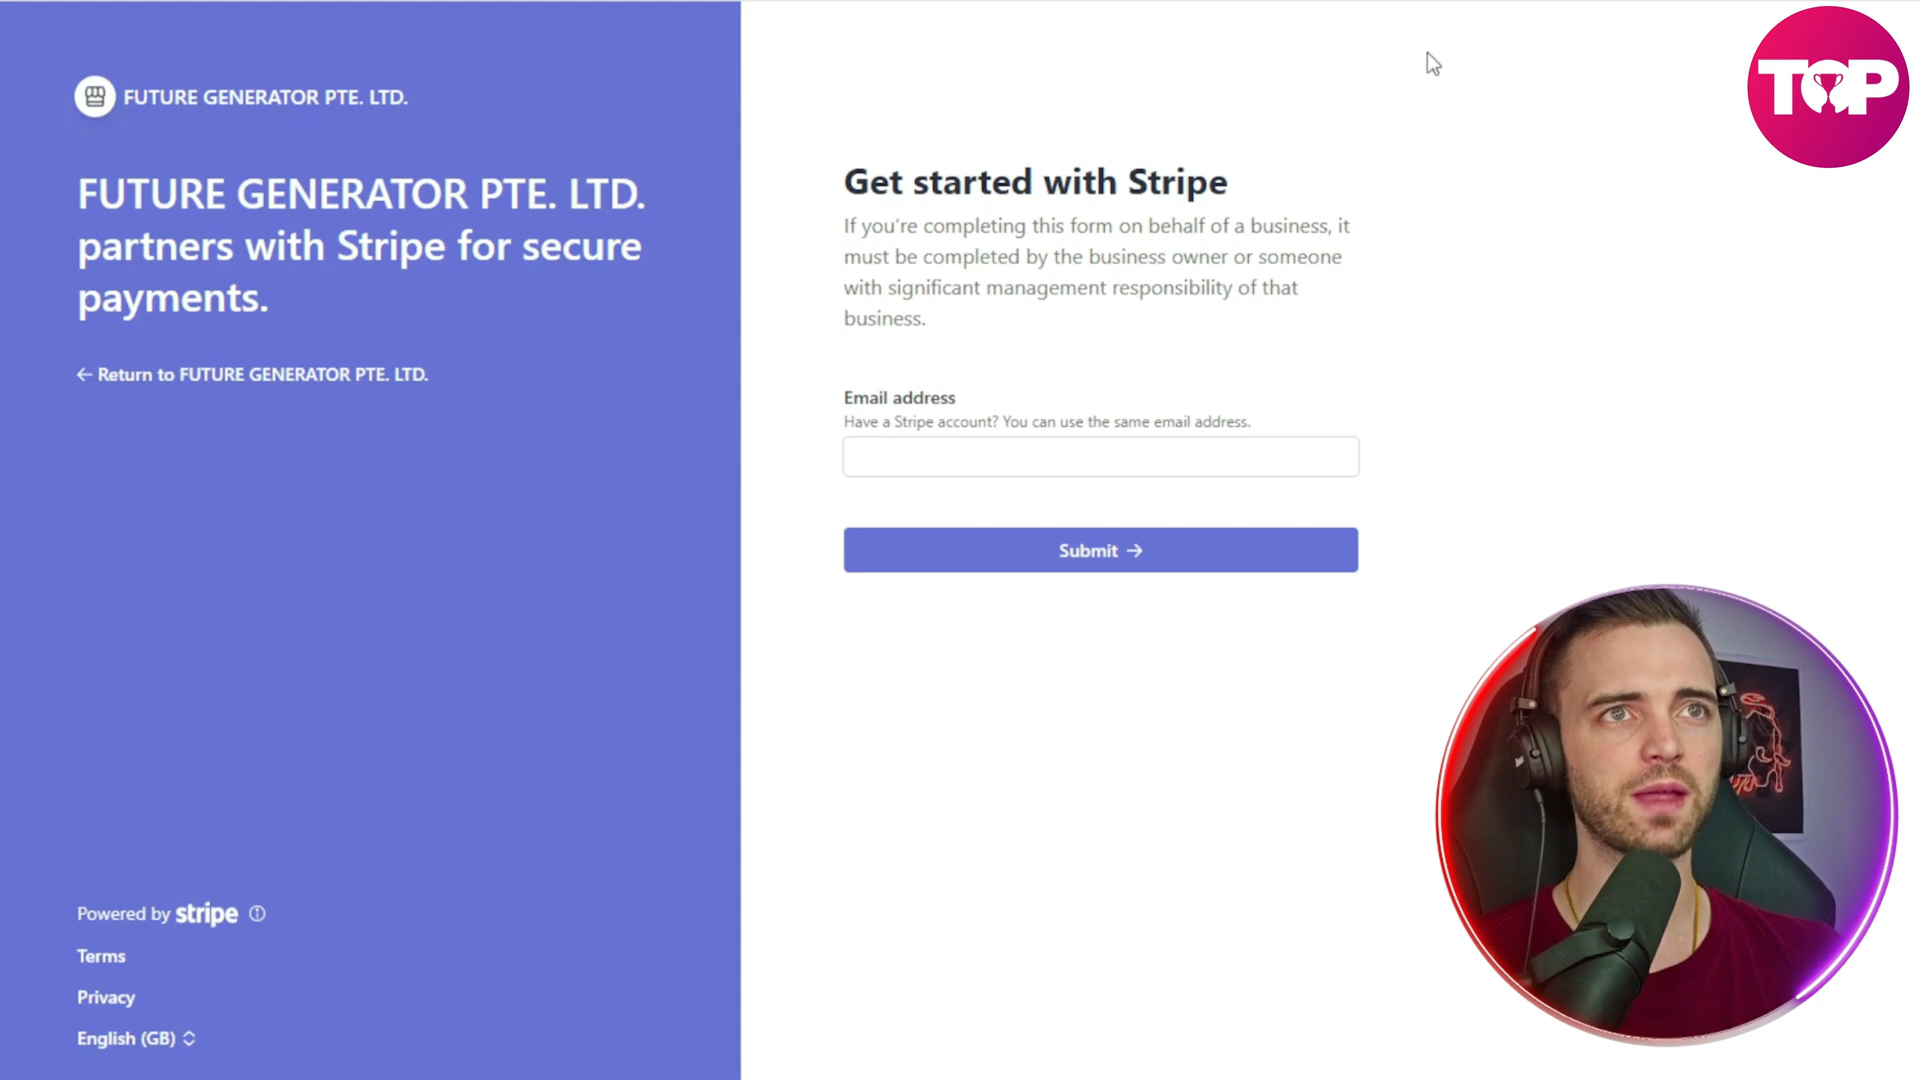 FUTURE GENERATOR PTE. LTD.
FUTURE GENERATOR PTE. LTD.
partners with Stripe for secure
payments.
← Return to FUTURE GENERATOR PTE. LTD.
Powered by stripe
Terms
Privacy
English (GB)
Get started with Stripe
If you're completing this form on behalf of a business, it
must be completed by the business owner or someone
with significant management responsibility of that
business.
Email address
Have a Stripe account? You can use the same email address.
Submit →
TOP